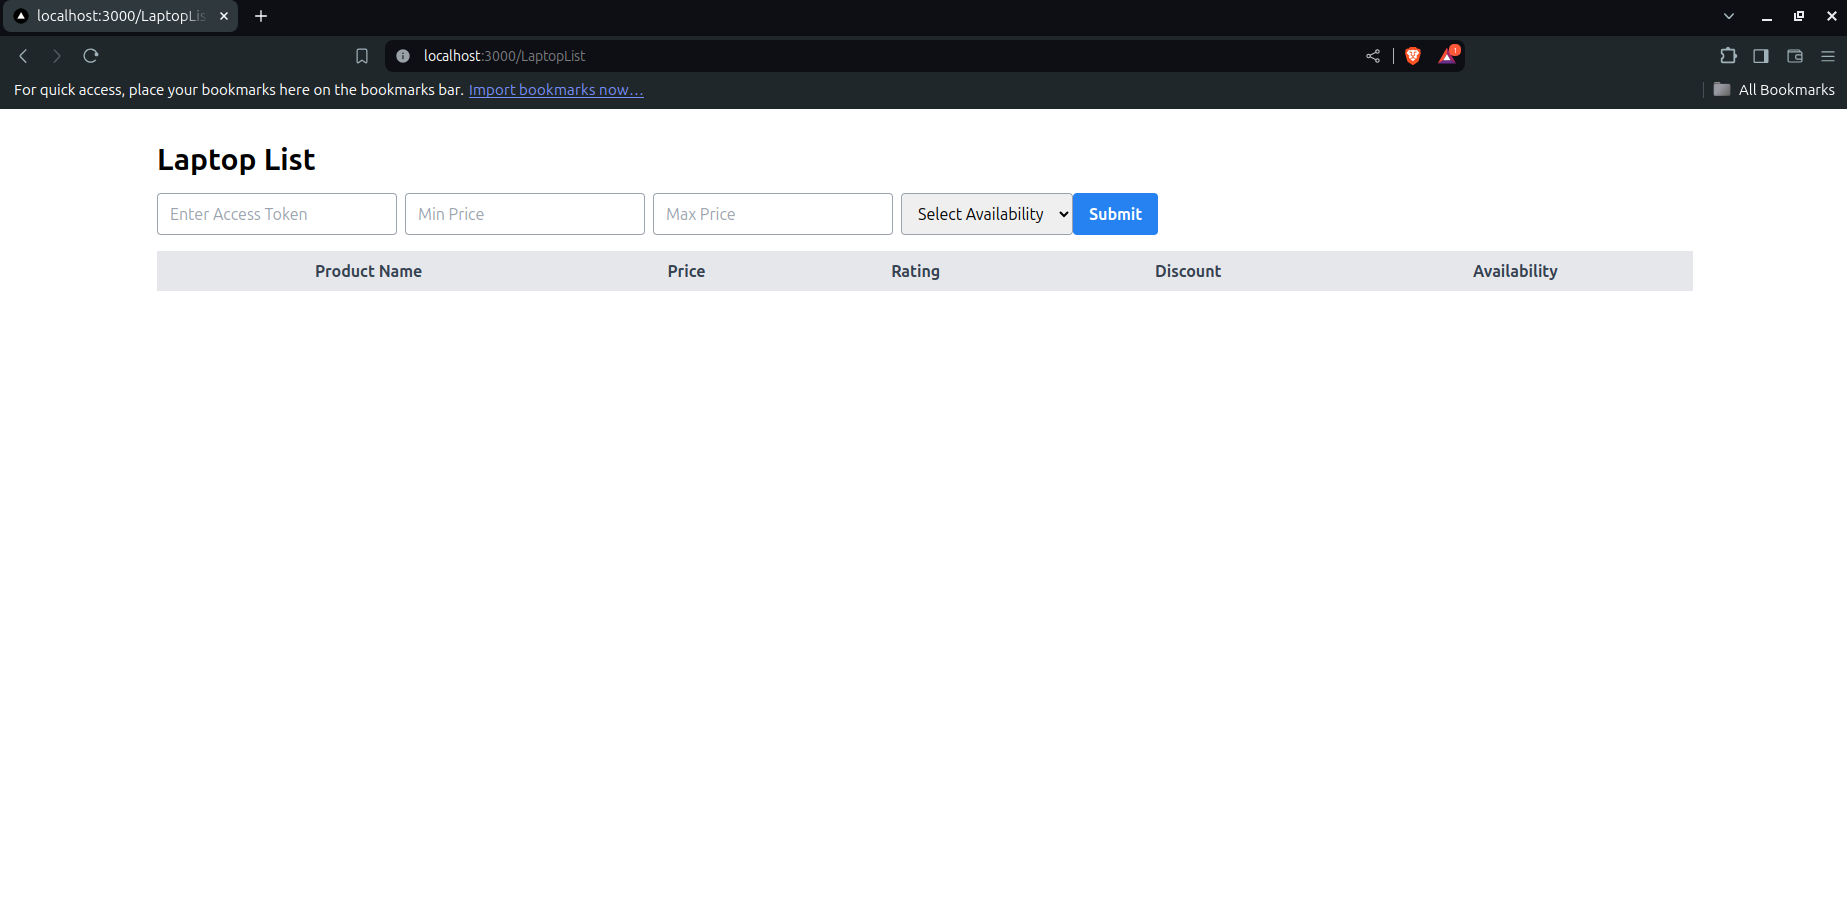 localhost:3000/LaptopLis
localhost:3000/LaptopList
1
For quick access, place your bookmarks here on the bookmarks bar. Import bookmarks now...
All Bookmarks
Laptop List
Enter Access Token
Min Price
Max Price
Select Availability
Submit
Product Name
Price
Rating
Discount
Availability